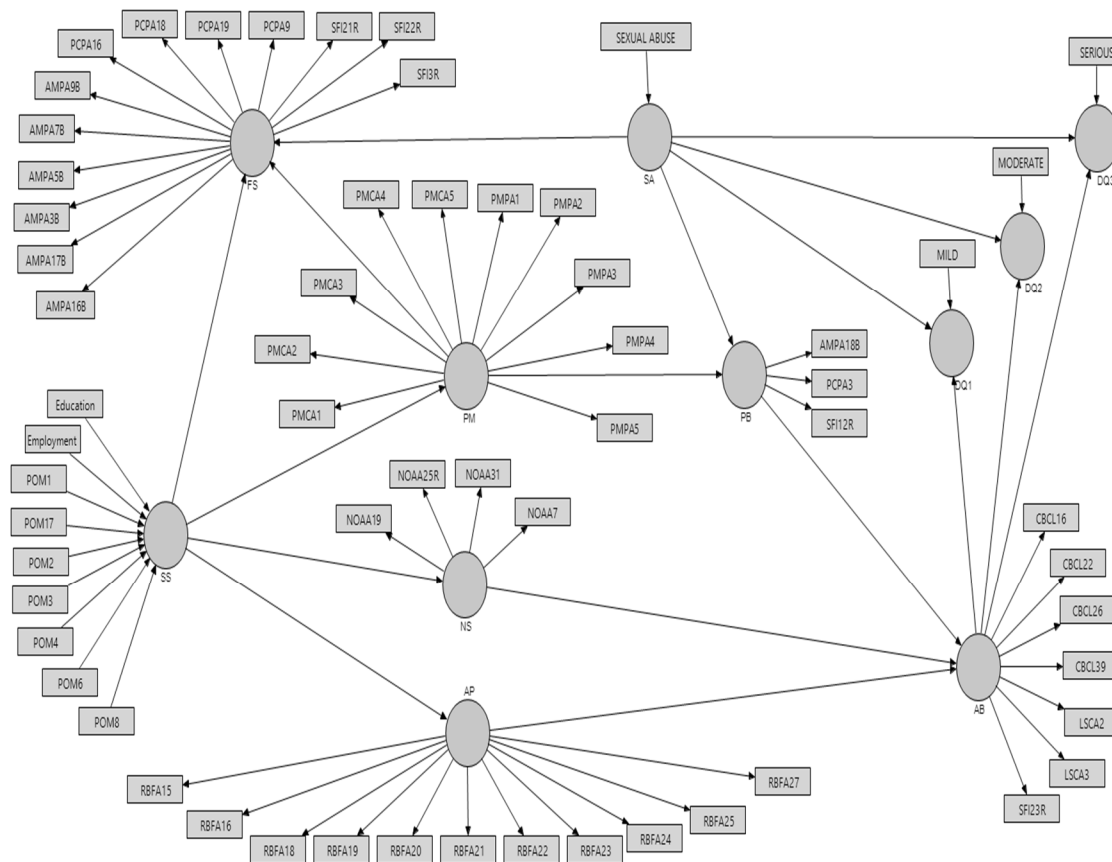 PCPA18
PCPA19
PCPA9
SFI21R
SFI22R
PCPA16
SEXUAL ABUSE
SERIOUS
SFI3R
AMPA9B
AMPA7B
AMPA5B
AMPA3B
AMPA17B
AMPA16B
FS
SA
DQ3
MODERATE
DQ2
MILD
DQ1
PMCA4
PMCA5
PMPA1
PMPA2
PMCA3
PMPA3
PMCA2
PMPA4
PMCA1
PMPA5
PM
PB
AMPA18B
PCPA3
SFI12R
Education
Employment
POM1
POM17
POM2
POM3
POM4
POM6
POM8
SS
NOAA25R
NOAA31
NOAA19
NOAA7
NS
CBCL16
CBCL22
CBCL26
CBCL39
LSCA2
LSCA3
SFI23R
AB
AP
RBFA15
RBFA16
RBFA18
RBFA19
RBFA20
RBFA21
RBFA22
RBFA23
RBFA24
RBFA25
RBFA27